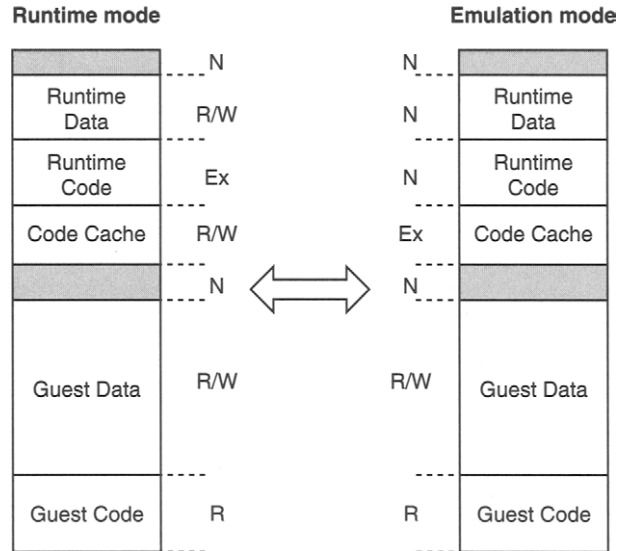 Runtime mode
Emulation mode
N
N
Runtime
Data
R/W
N
Runtime
Data
Runtime
Code
Ex
N
Runtime
Code
Code Cache
R/W
Ex
Code Cache
N
N
Guest Data
R/W
R/W
Guest Data
Guest Code
R
R
Guest Code